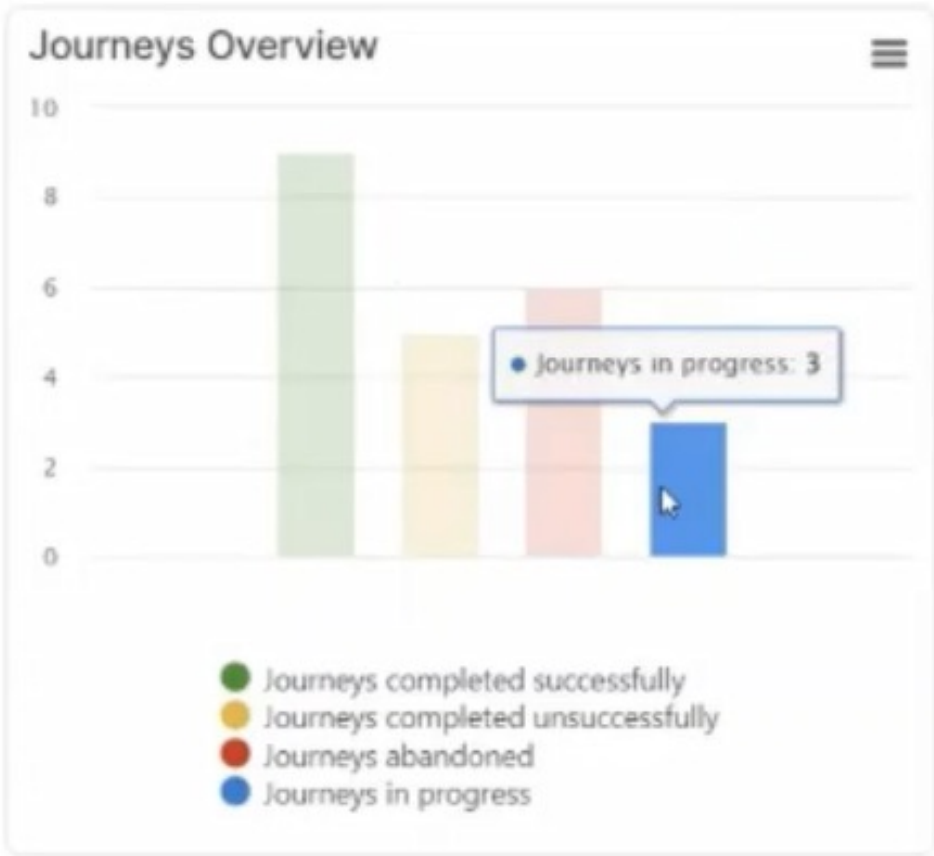 Journeys Overview
10
8
6
4
2
0
Journeys in progress: 3
Journeys completed successfully
Journeys completed unsuccessfully
Journeys abandoned
Journeys in progress